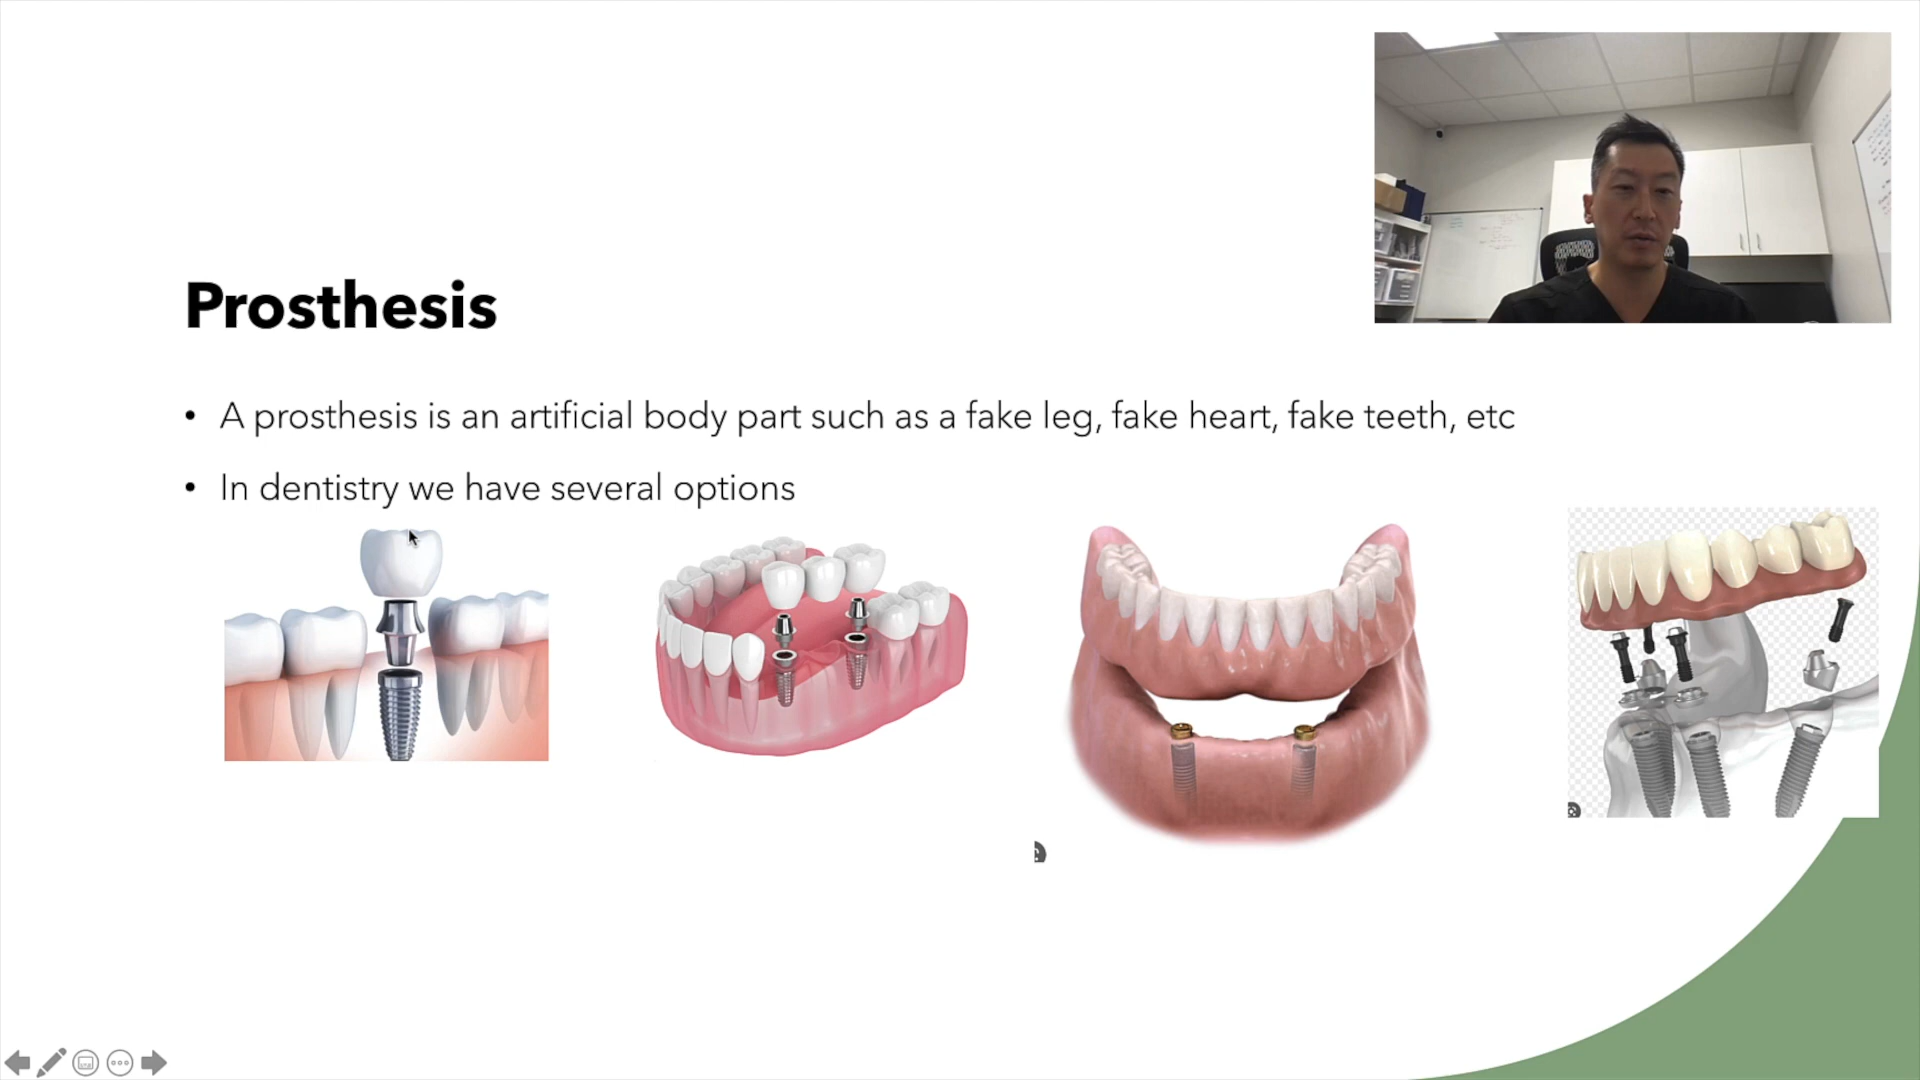 Prosthesis
• A prosthesis is an artificial body part such as a fake leg, fake heart, fake teeth, etc
• In dentistry we have several options